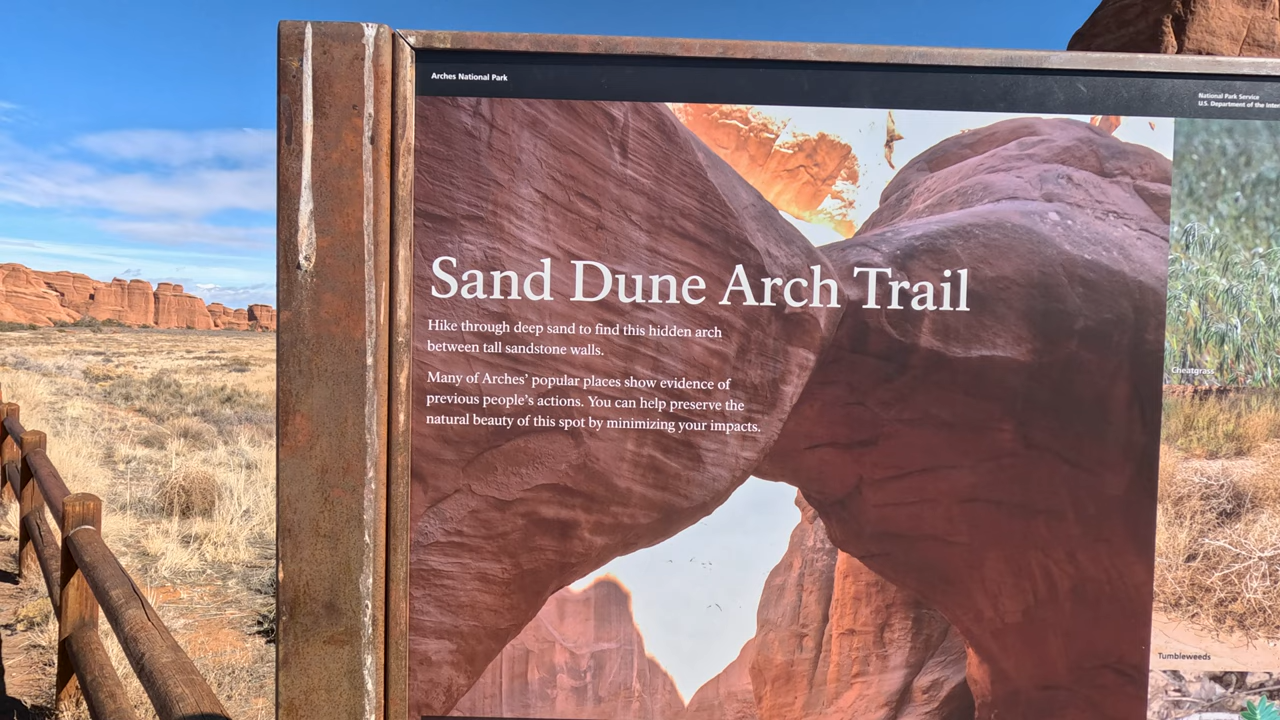 Arches National Park
National Park Service
U.S. Department of the
Sand Dune Arch Trail
Hike through deep sand to find this hidden arch
between tall sandstone walls.
Many of Arches’ popular places show evidence of
previous people’s actions. You can help preserve the
natural beauty of this spot by minimizing your impacts.
Cheatgrass
Tumbleweeds